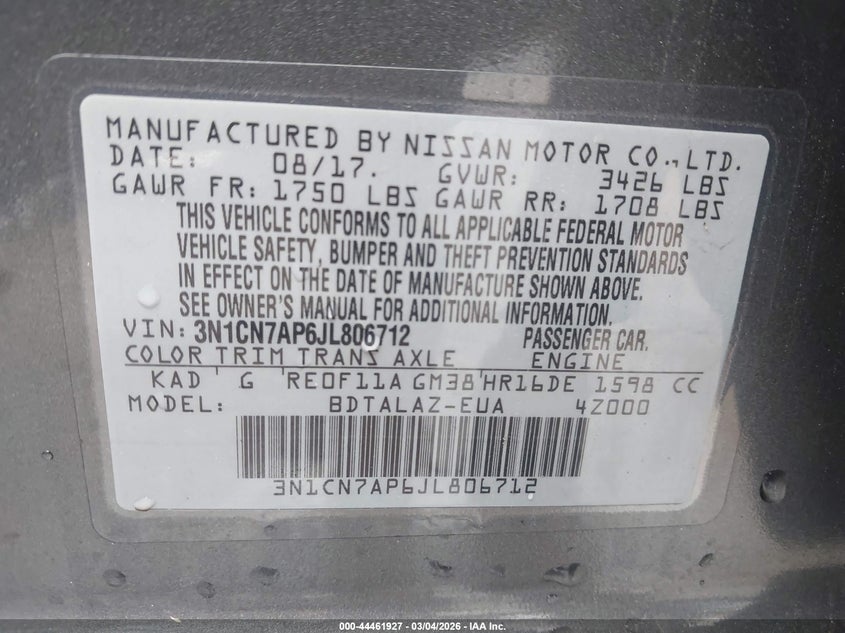 MANUFACTURED BY NISSAN MOTOR CO.,LTD.
DATE: 08/17. GVWR: 3426 LBS
GAWR FR: 1750 LBS GAWR RR: 1708 LBS
THIS VEHICLE CONFORMS TO ALL APPLICABLE FEDERAL MOTOR
VEHICLE SAFETY, BUMPER AND THEFT PREVENTION STANDARDS
IN EFFECT ON THE DATE OF MANUFACTURE SHOWN ABOVE.
SEE OWNER'S MANUAL FOR ADDITIONAL INFORMATION.
VIN: 3N1CN7AP6JL806712 PASSENGER CAR.
COLOR TRIM TRANS AXLE ENGINE
KAD ' G 'RE0F11A GM38'HR16DE 1598 CC
MODEL: BDTALAZ-EUA 4Z000
3N1CN7AP6JL806712
000-44461927 - 03/04/2026 - IAA Inc.